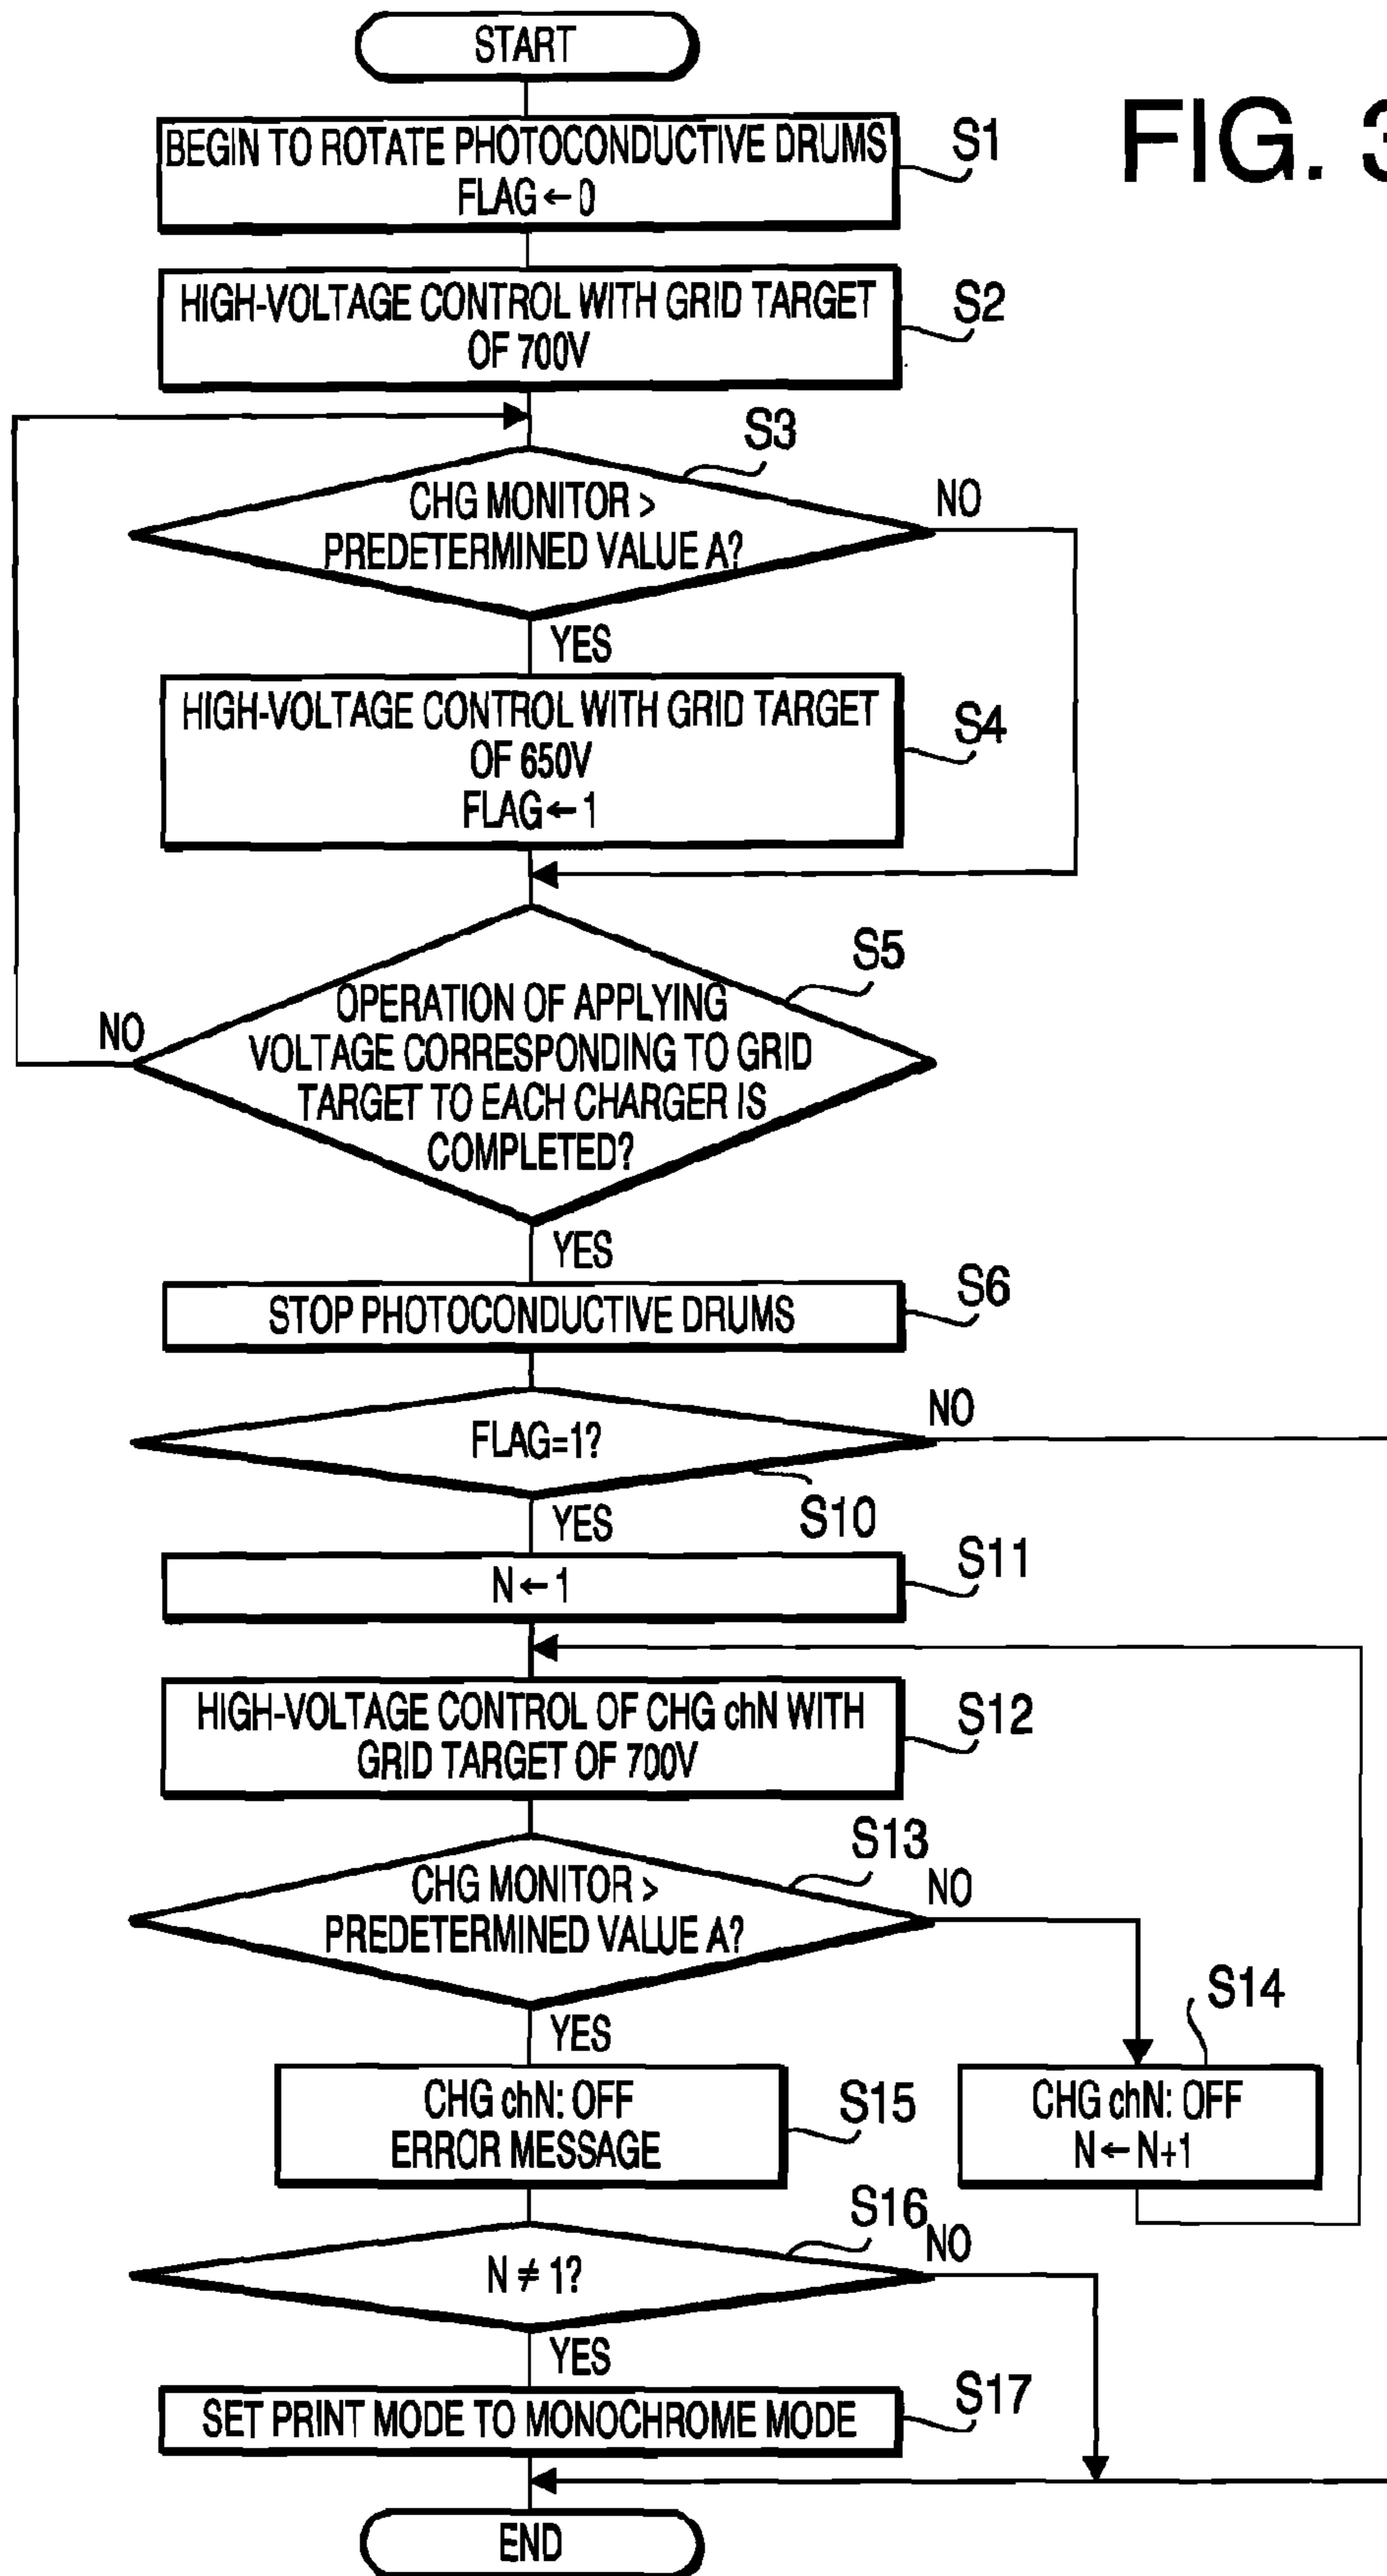 START
FIG. 3
BEGIN TO ROTATE PHOTOCONDUCTIVE DRUMS
FLAG ← 0
S1
HIGH-VOLTAGE CONTROL WITH GRID TARGET
OF 700V
S2
S3
CHG MONITOR >
PREDETERMINED VALUE A?
NO
YES
HIGH-VOLTAGE CONTROL WITH GRID TARGET
OF 650V
FLAG ← 1
S4
S5
OPERATION OF APPLYING
VOLTAGE CORRESPONDING TO GRID
TARGET TO EACH CHARGER IS
COMPLETED?
NO
YES
STOP PHOTOCONDUCTIVE DRUMS
S6
FLAG=1?
NO
S10
YES
N ← 1
S11
HIGH-VOLTAGE CONTROL OF CHG chN WITH
GRID TARGET OF 700V
S12
S13
CHG MONITOR >
PREDETERMINED VALUE A?
NO
YES
S14
CHG chN: OFF
N ← N+1
CHG chN: OFF
ERROR MESSAGE
S15
S16
N ≠ 1?
NO
YES
SET PRINT MODE TO MONOCHROME MODE
S17
END